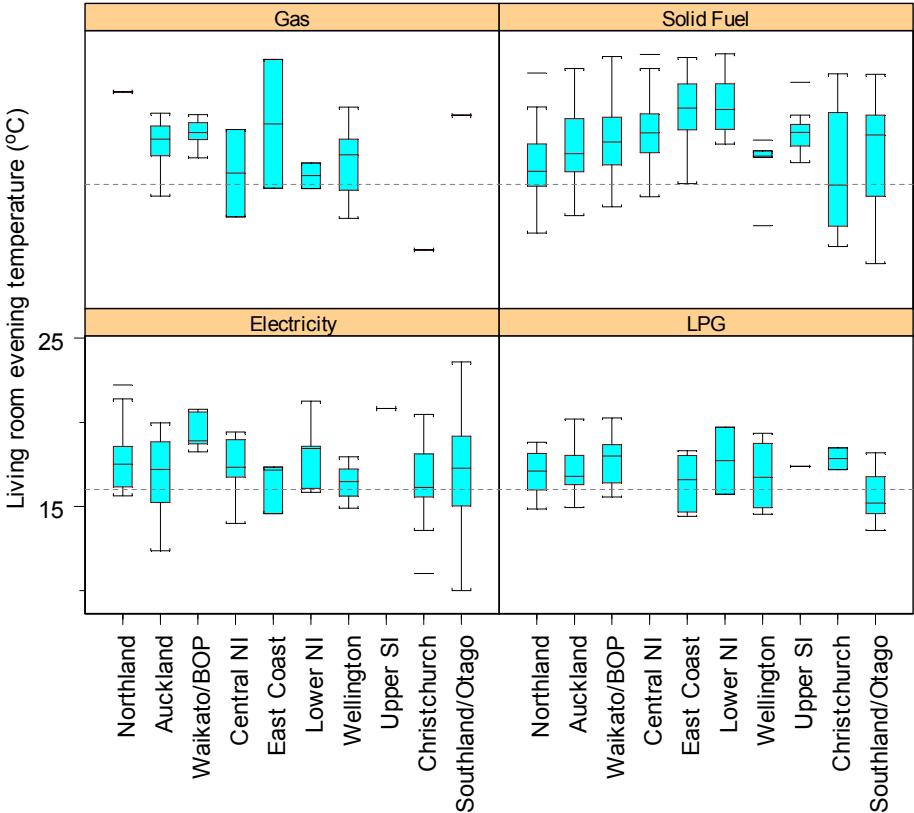 Gas
Solid Fuel
Living room evening temperature (ºC)
Electricity
LPG
25
15
Northland
Auckland
Waikato/BOP
Central NI
East Coast
Lower NI
Wellington
Upper SI
Christchurch
Southland/Otago
Northland
Auckland
Waikato/BOP
Central NI
East Coast
Lower NI
Wellington
Upper SI
Christchurch
Southland/Otago